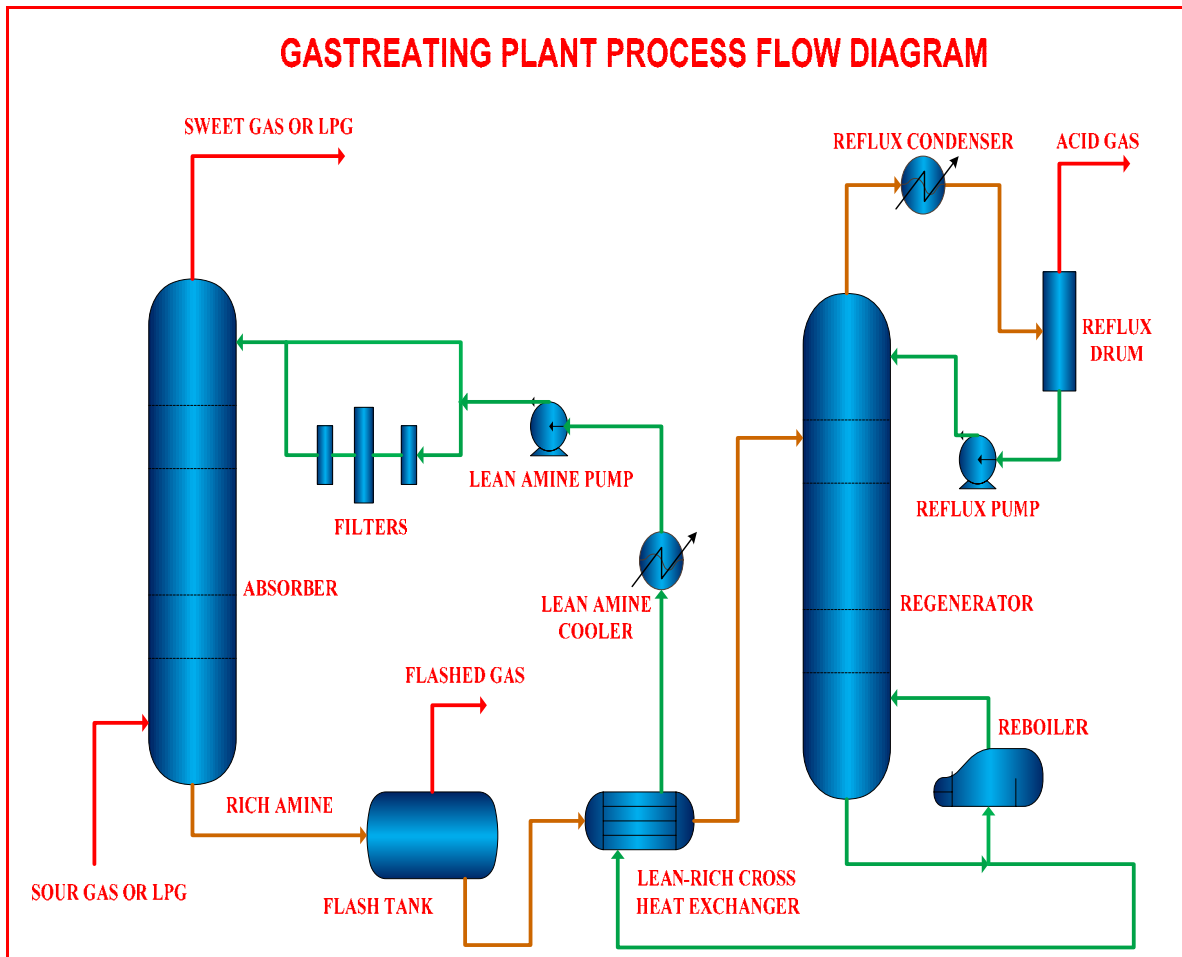 GASTREATING PLANT PROCESS FLOW DIAGRAM
SWEET GAS OR LPG
REFLUX CONDENSER
ACID GAS
REFLUX
DRUM
LEAN AMINE PUMP
FILTERS
REFLUX PUMP
ABSORBER
LEAN AMINE
COOLER
REGENERATOR
FLASHED GAS
REBOILER
RICH AMINE
SOUR GAS OR LPG
FLASH TANK
LEAN-RICH CROSS
HEAT EXCHANGER